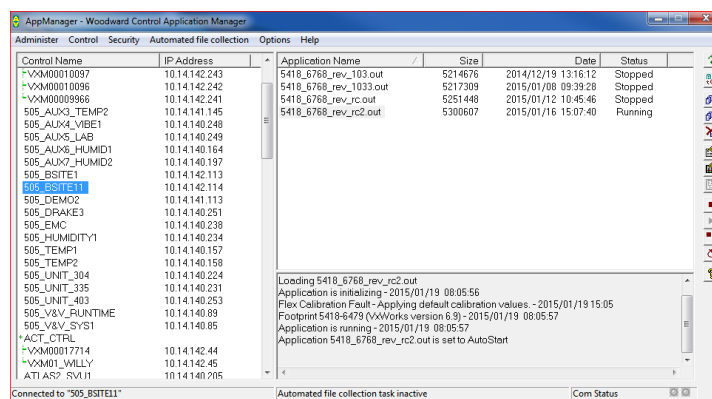 AppManager - Woodward Control Application Manager
Administer Control Security Automated file collection Options Help
Control Name IP Address
VXM00010097 10.14.142.243
VXM00010096 10.14.142.242
VXM00009966 10.14.142.241
505_AUX3_TEMP2 10.14.141.145
505_AUX4_VIBE1 10.14.140.248
505_AUX5_LAB 10.14.140.249
505_AUX6_HUMID1 10.14.140.164
505_AUX7_HUMID2 10.14.140.197
505_BSITE1 10.14.142.113
505_BSITE11 10.14.142.114
505_DEMO2 10.14.141.113
505_DRAKE3 10.14.140.251
505_EMC 10.14.140.238
505_HUMIDITY1 10.14.140.234
505_TEMP1 10.14.140.157
505_TEMP2 10.14.140.158
505_UNIT_304 10.14.140.224
505_UNIT_335 10.14.140.231
505_UNIT_403 10.14.140.253
505_V&V_RUNTIME 10.14.140.89
505_V&V_SYS1 10.14.140.85
*ACT_CTRL
VXM00017714 10.14.142.44
VXM01_WILLY 10.14.142.45
ATLAS2_SVU1 10.14.140.205
Application Name / Size Date Status
5418_6768_rev_103.out 5214676 2014/12/19 13:16:12 Stopped
5418_6768_rev_1033.out 5217309 2015/01/08 09:39:28 Stopped
5418_6768_rev_rc.out 5251448 2015/01/12 10:45:46 Stopped
5418_6768_rev_rc2.out 5300607 2015/01/16 15:07:40 Running
Loading 5418_6768_rev_rc2.out
Application is initializing - 2015/01/19 08:05:56
Flex Calibration Fault - Applying default calibration values. - 2015/01/19 15:05
Footprint 5418-6479 (VxWorks version 6.9) - 2015/01/19 08:05:57
Application is running - 2015/01/19 08:05:57
Application 5418_6768_rev_rc2.out is set to AutoStart
Connected to "505_BSITE11" Automated file collection task inactive Com Status